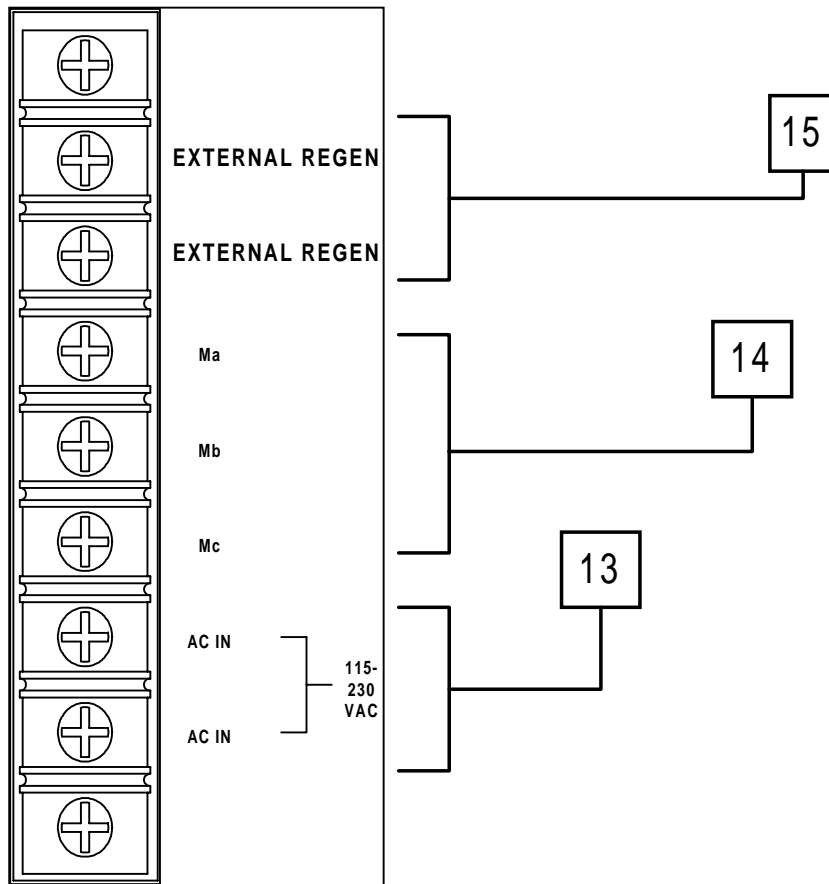 15
EXTERNAL REGEN
EXTERNAL REGEN
14
Ma
Mb
Mc
13
AC IN
115-
230
VAC
AC IN